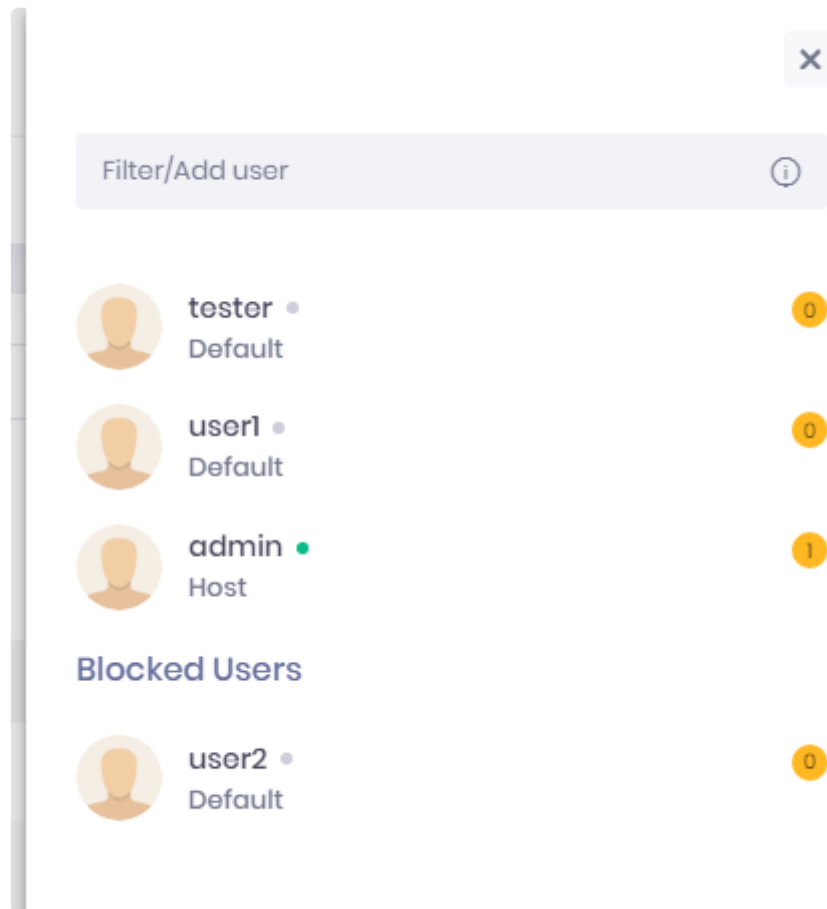 Filter/Add user
tester
0
Default
user1
0
Default
admin
1
Host
Blocked Users
user2
0
Default